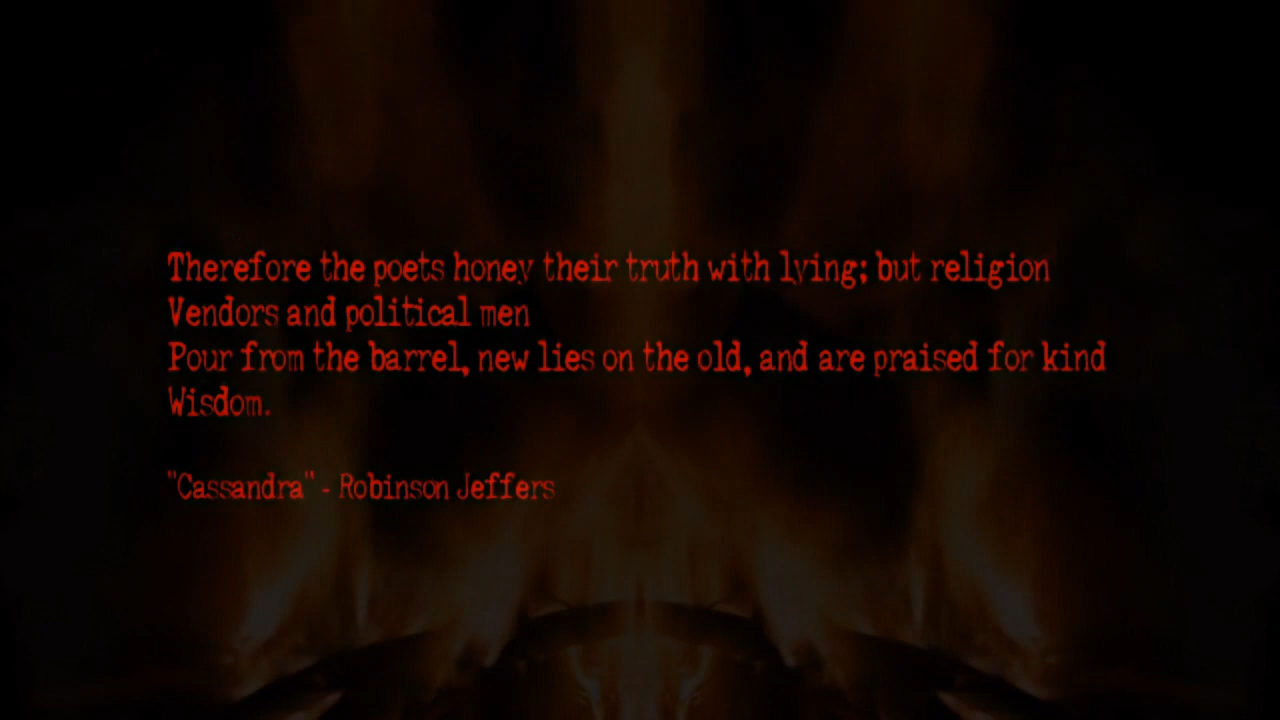 Therefore the poets honey their truth with lying; but religion
Vendors and political men
Pour from the barrel, new lies on the old, and are praised for kind
Wisdom.
"Cassandra" - Robinson Jeffers